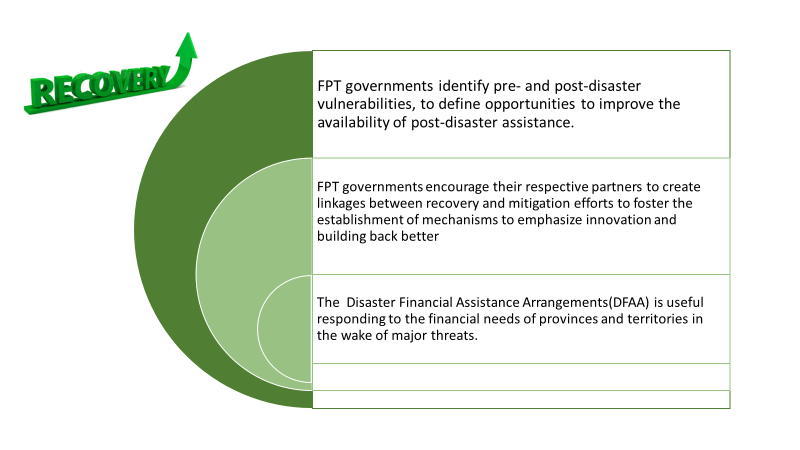 RECOVERY
FPT governments identify pre- and post-disaster
vulnerabilities, to define opportunities to improve the
availability of post-disaster assistance.
FPT governments encourage their respective partners to create
linkages between recovery and mitigation efforts to foster the
establishment of mechanisms to emphasize innovation and
building back better
The Disaster Financial Assistance Arrangements(DFAA) is useful
responding to the financial needs of provinces and territories in
the wake of major threats.